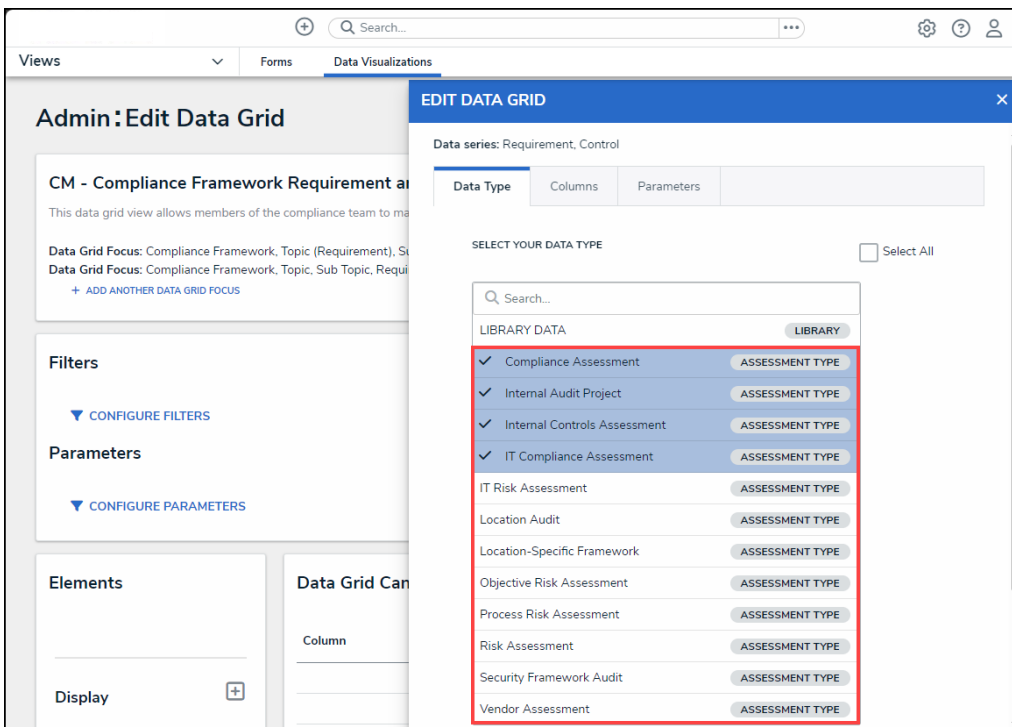 Search...
Views
Forms
Data Visualizations
Admin:Edit Data Grid
CM - Compliance Framework Requirement
This data grid view allows members of the compliance team to
Data Grid Focus: Compliance Framework, Topic (Requirement),
Data Grid Focus: Compliance Framework, Topic, Sub Topic,
+ ADD ANOTHER DATA GRID FOCUS
Filters
CONFIGURE FILTERS
Parameters
CONFIGURE PARAMETERS
Elements
Display
Data Grid
Column
EDIT DATA GRID
Data series: Requirement, Control
Data Type
Columns
Parameters
SELECT YOUR DATA TYPE
Select All
Search...
LIBRARY DATA LIBRARY
Compliance Assessment ASSESSMENT TYPE
Internal Audit Project ASSESSMENT TYPE
Internal Controls Assessment ASSESSMENT TYPE
IT Compliance Assessment ASSESSMENT TYPE
IT Risk Assessment ASSESSMENT TYPE
Location Audit ASSESSMENT TYPE
Location-Specific Framework ASSESSMENT TYPE
Objective Risk Assessment ASSESSMENT TYPE
Process Risk Assessment ASSESSMENT TYPE
Risk Assessment ASSESSMENT TYPE
Security Framework Audit ASSESSMENT TYPE
Vendor Assessment ASSESSMENT TYPE